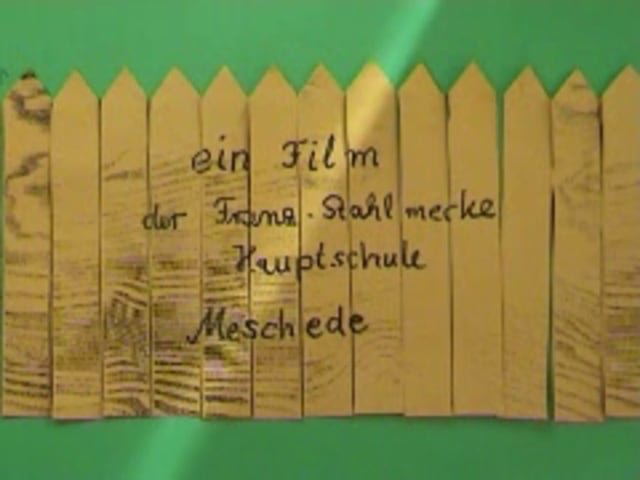 ein Film
der Franz-Stahlmecke
Hauptschule
Meschede